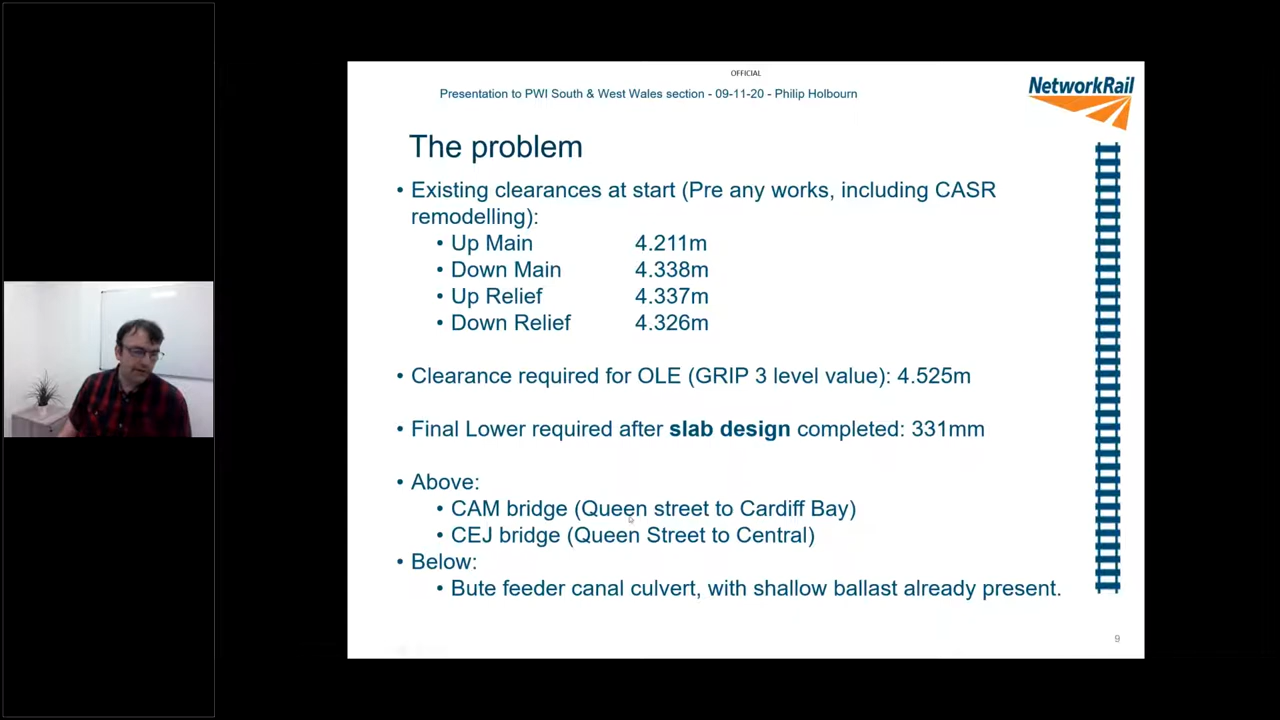 OFFICIAL
Presentation to PWI South & West Wales section - 09-11-20 - Philip Holbourn
NetworkRail
The problem
• Existing clearances at start (Pre any works, including CASR
remodelling):
• Up Main 4.211m
• Down Main 4.338m
• Up Relief 4.337m
• Down Relief 4.326m
• Clearance required for OLE (GRIP 3 level value): 4.525m
• Final Lower required after slab design completed: 331mm
• Above:
• CAM bridge (Queen street to Cardiff Bay)
• CEJ bridge (Queen Street to Central)
• Below:
• Bute feeder canal culvert, with shallow ballast already present.
9